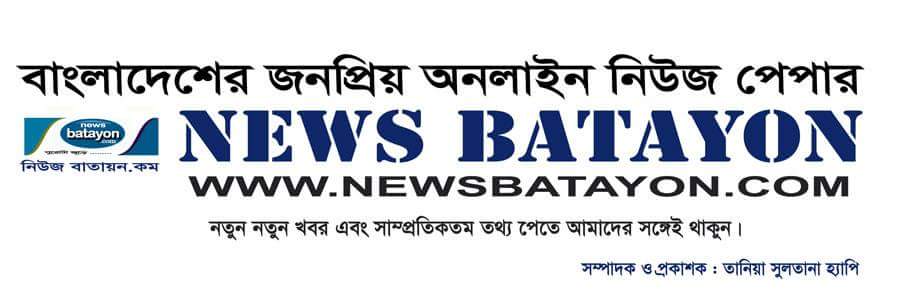 বাংলাদেশের জনপ্রিয় অনলাইন নিউজ পেপার
news
batayon
.com
নিউজ বাতায়ন.কম
NEWS BATAYON
WWW.NEWSBATAYON.COM
নতুন নতুন খবর এবং সাম্প্রতিকতম তথ্য পেতে আমাদের সঙ্গেই থাকুন।
সম্পাদক ও প্রকাশক : তানিয়া সুলতানা হ্যাপি